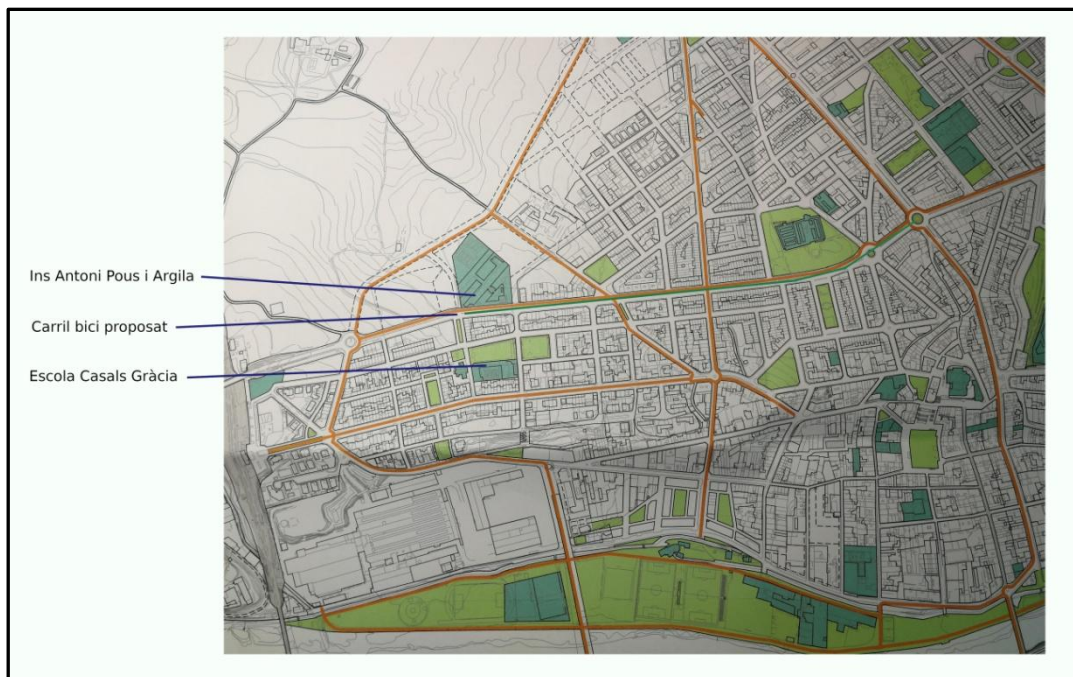 Ins Antoni Pous i Argila
Carril bici proposat
Escola Casals Gràcia